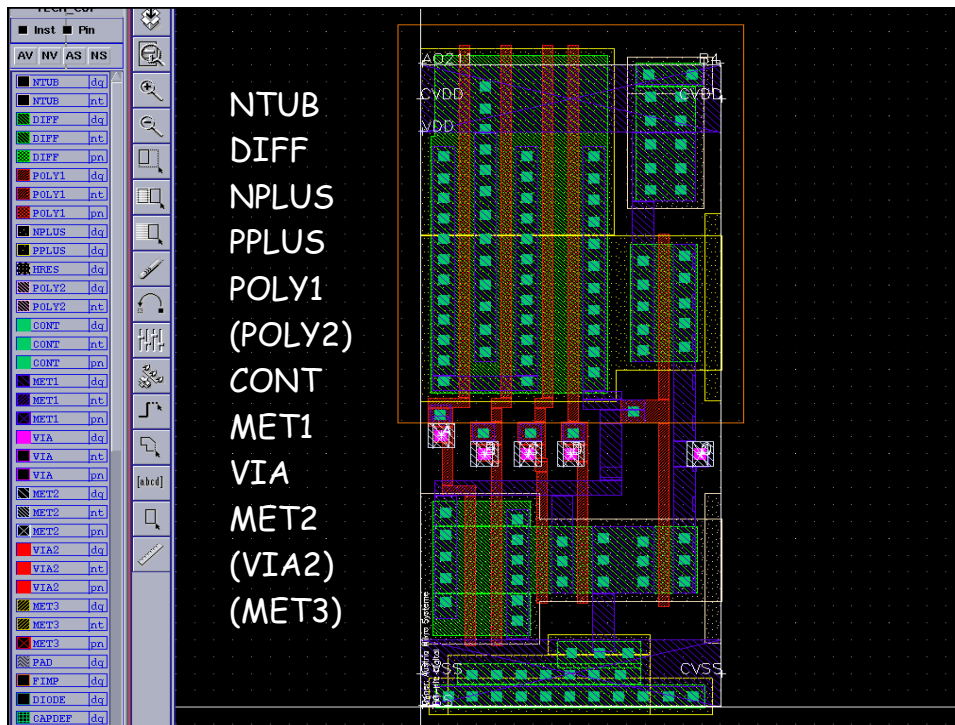 TECH_CUP
Inst Pin
AV NV AS NS
NTUB dg
NTUB nt
DIFF dg
DIFF nt
DIFF pn
POLY1 dg
POLY1 nt
POLY1 pn
NPLUS dg
PPLUS dg
HRES dg
POLY2 dg
POLY2 nt
CONT dg
CONT nt
CONT pn
MET1 dg
MET1 nt
MET1 pn
VIA dg
VIA nt
VIA pn
MET2 dg
MET2 nt
MET2 pn
VIA2 dg
VIA2 nt
VIA2 pn
MET3 dg
MET3 nt
MET3 pn
PAD dg
FIMP dg
DIODE dg
CAPDEF dg
[abcd]
NTUB
DIFF
NPLUS
PPLUS
POLY1
(POLY2)
CONT
MET1
VIA
MET2
(VIA2)
(MET3)
AO211 B4
CVDD CVDD
VDD
A
VSS CVSS
Austria Mikro Systeme